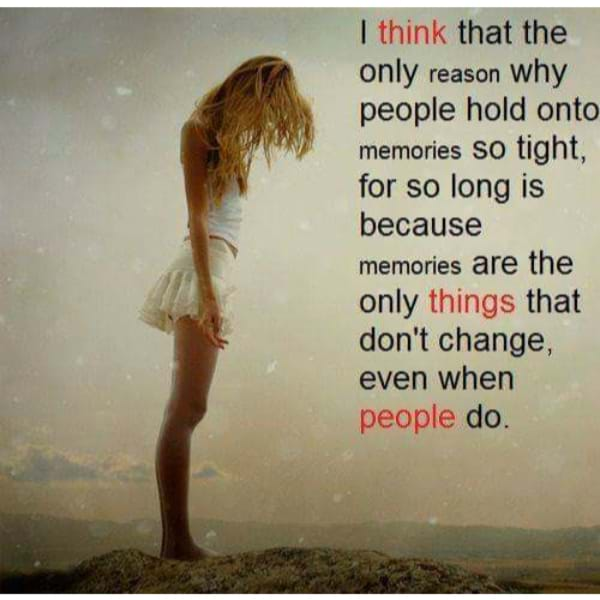 I think that the
only reason why
people hold onto
memories so tight,
for so long is
because
memories are the
only things that
don't change,
even when
people do.